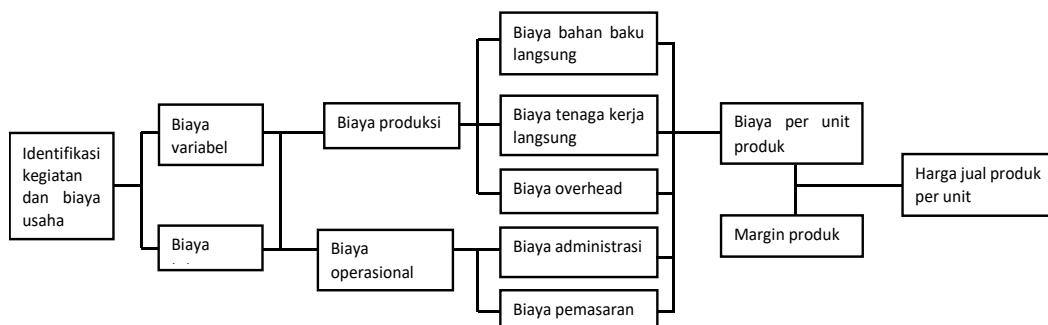 Identifikasi
kegiatan
dan biaya
usaha
Biaya
variabel
Biaya
Biaya produksi
Biaya
operasional
Biaya bahan baku
langsung
Biaya tenaga kerja
langsung
Biaya overhead
Biaya administrasi
Biaya pemasaran
Biaya per unit
produk
Margin produk
Harga jual produk
per unit